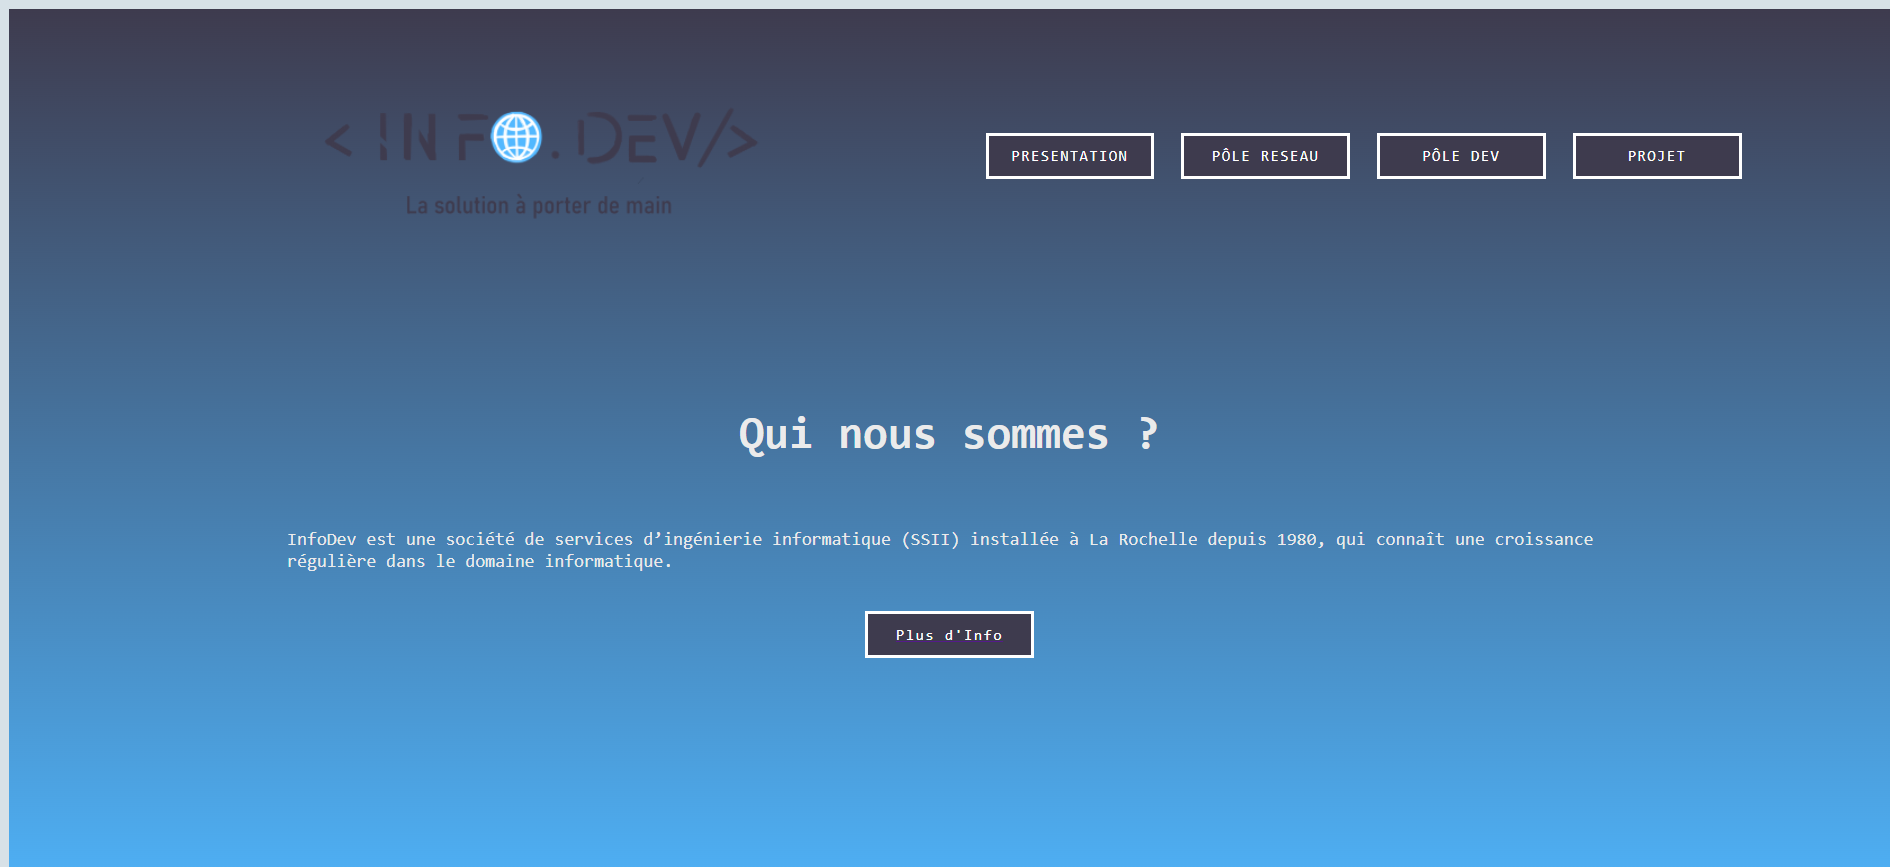 <INFO.DEV/>
La solution à porter de main
PRESENTATION
PÔLE RESEAU
PÔLE DEV
PROJET
Qui nous sommes ?
InfoDev est une société de services d’ingénierie informatique (SSII) installée à La Rochelle depuis 1980, qui connaît une croissance
régulière dans le domaine informatique.
Plus d'Info